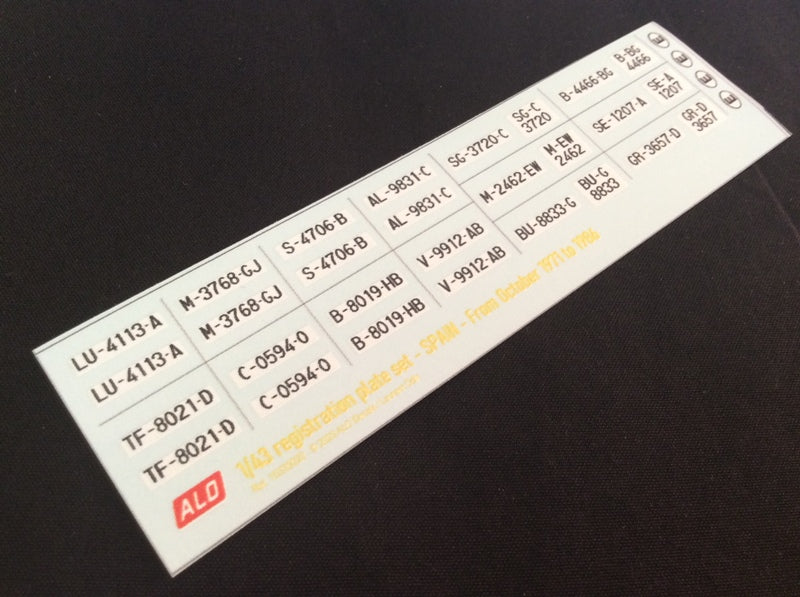 LU-4113-A
LU-4113-A
M-3768-GJ
M-3768-GJ
S-4706-B
S-4706-B
AL-9831-C
AL-9831-C
SG-3720-C
SG-C
3720
B-4466-BG
B-BG
4466
M-2462-EW
M-EW
2462
SE-1207-A
SE-A
1207
BU-8833-G
BU-G
8833
GR-3657-D
GR-D
3657
TF-8021-D
TF-8021-D
C-0594-O
C-0594-O
B-8019-HB
B-8019-HB
V-9912-AB
V-9912-AB
ALO
1/43 registration plate set - SPAIN - From October 1971 to 1986